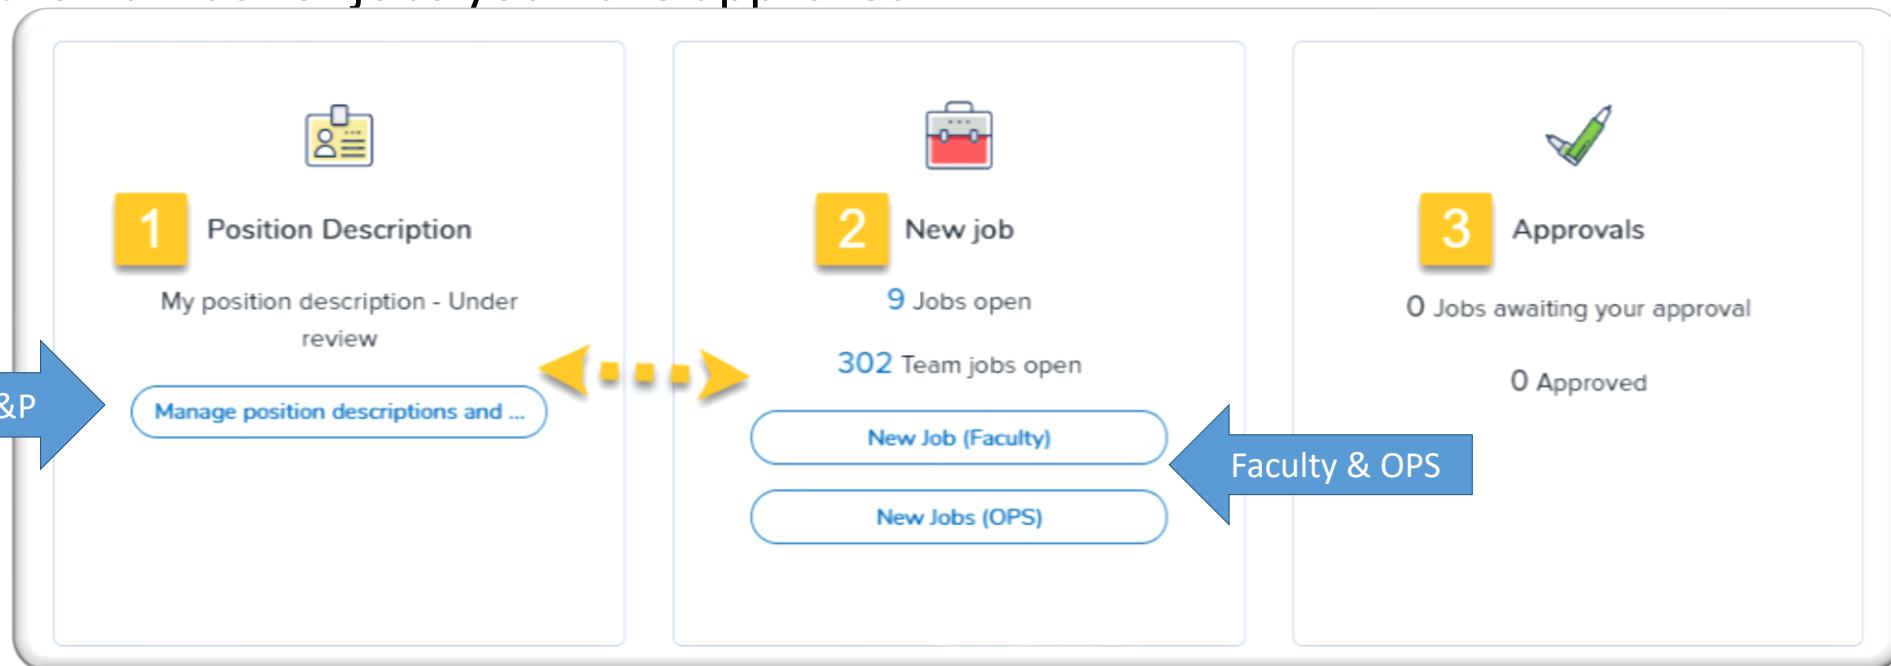 1 Position Description
My position description - Under
review
&P
Manage position descriptions and ...
2 New job
9 Jobs open
302 Team jobs open
New Job (Faculty)
New Jobs (OPS)
Faculty & OPS
3 Approvals
0 Jobs awaiting your approval
0 Approved